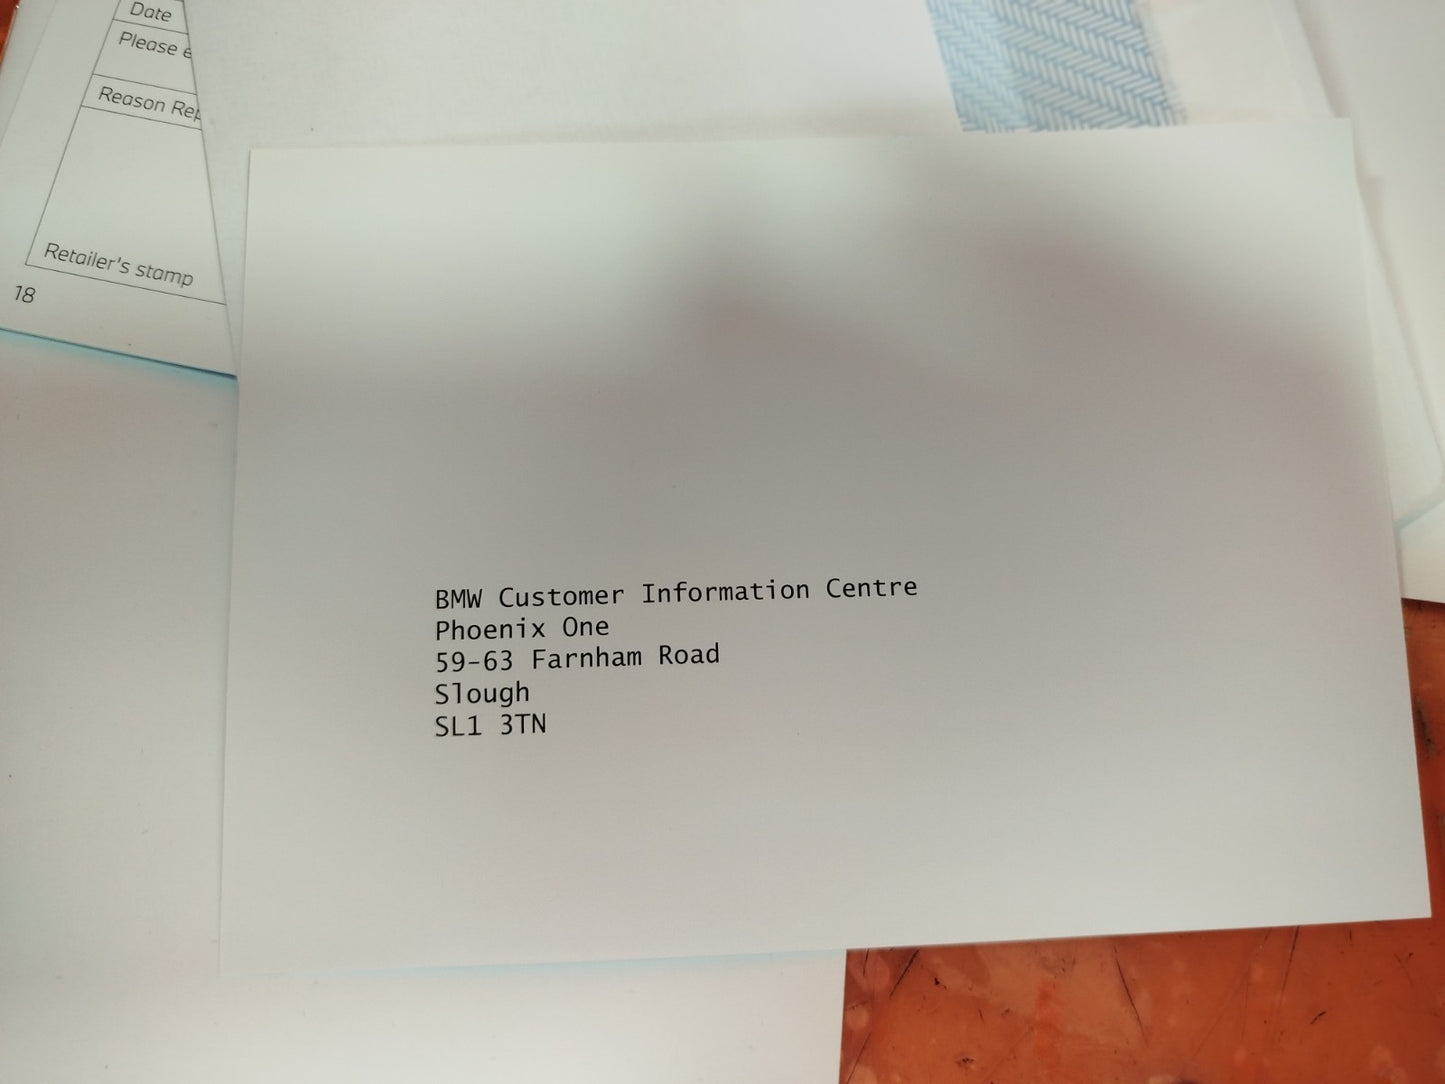 Date
Please
Reason
Retailer's stamp
18
BMW Customer Information Centre
Phoenix One
59-63 Farnham Road
Slough
SL1 3TN